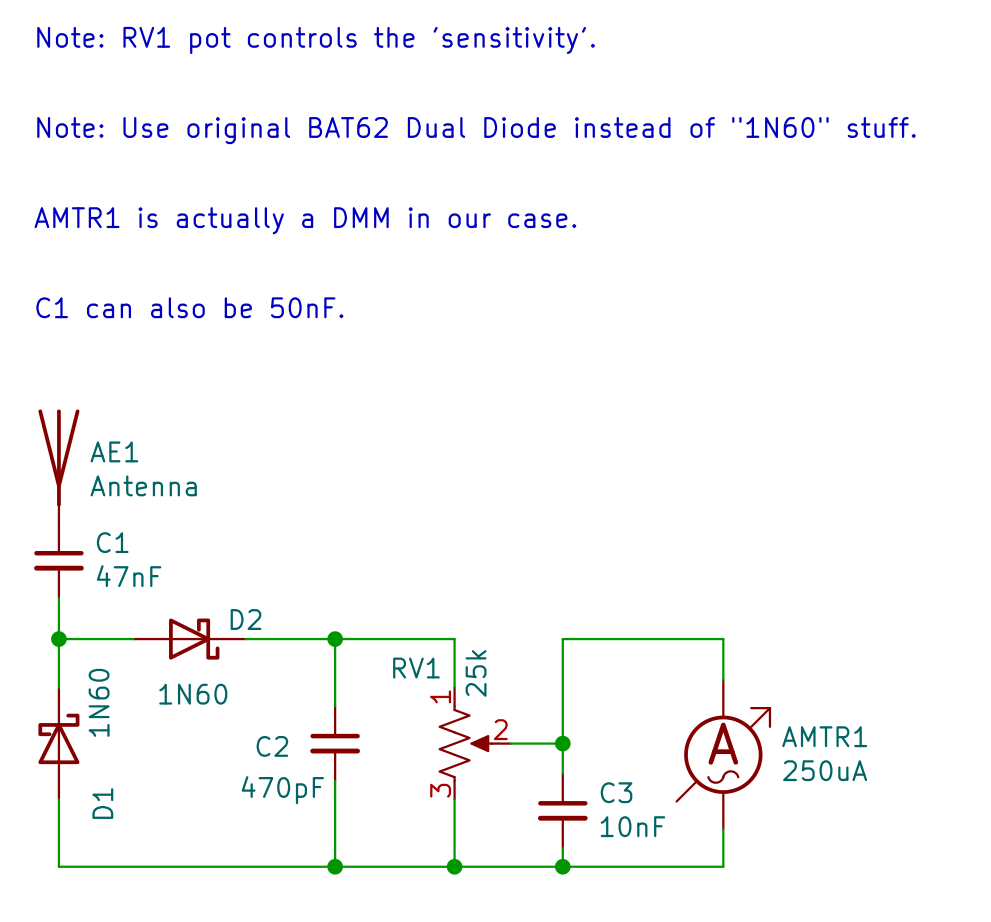 Note: RV1 pot controls the 'sensitivity'.
Note: Use original BAT62 Dual Diode instead of "1N60" stuff.
AMTR1 is actually a DMM in our case.
C1 can also be 50nF.
AE1
Antenna
C1
47nF
D2
1N60
1N60
D1
C2
470pF
RV1
25k
1
2
3
C3
10nF
A
AMTR1
250uA